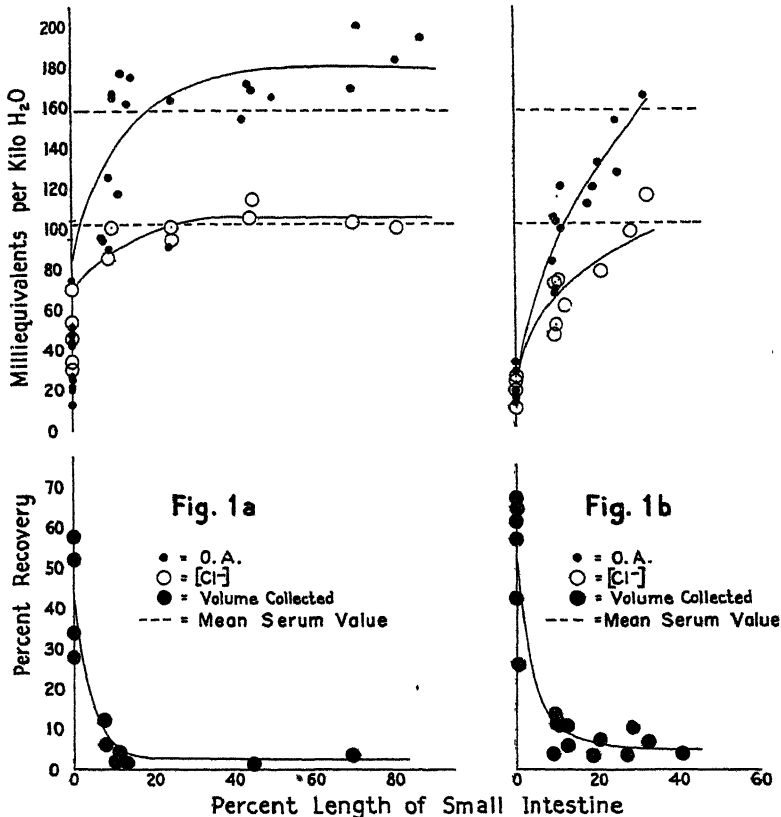 Milliequivalents per Kilo H₂O
200
180
160
140
120
100
80
60
40
20
0
Percent Recovery
70
60
50
40
30
20
10
0
Fig. 1a
• = O.A.
○ = [Cl⁻]
● = Volume Collected
---- = Mean Serum Value
Fig. 1b
• = O.A.
○ = [Cl⁻]
● = Volume Collected
---- = Mean Serum Value
0 20 40 60 80
0 20 40 60
Percent Length of Small Intestine